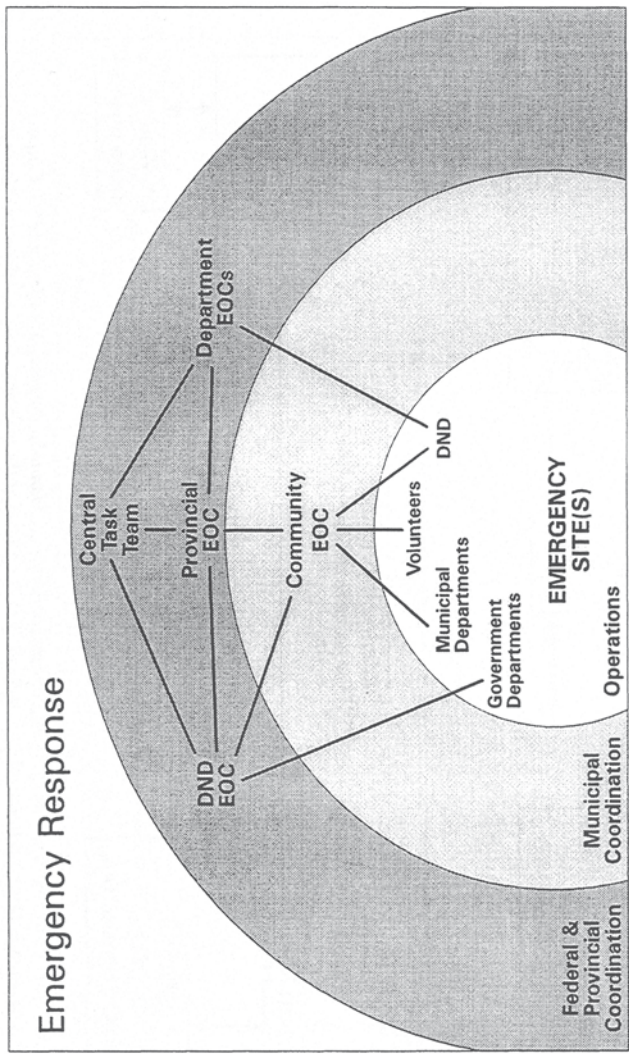 Emergency Response
Central
Task
Team
DND
EOC
Provincial
EOC
Department
EOCs
Community
EOC
Municipal
Departments
Volunteers
DND
Government
Departments
EMERGENCY
SITE(S)
Federal &
Provincial
Coordination
Municipal
Coordination
Operations